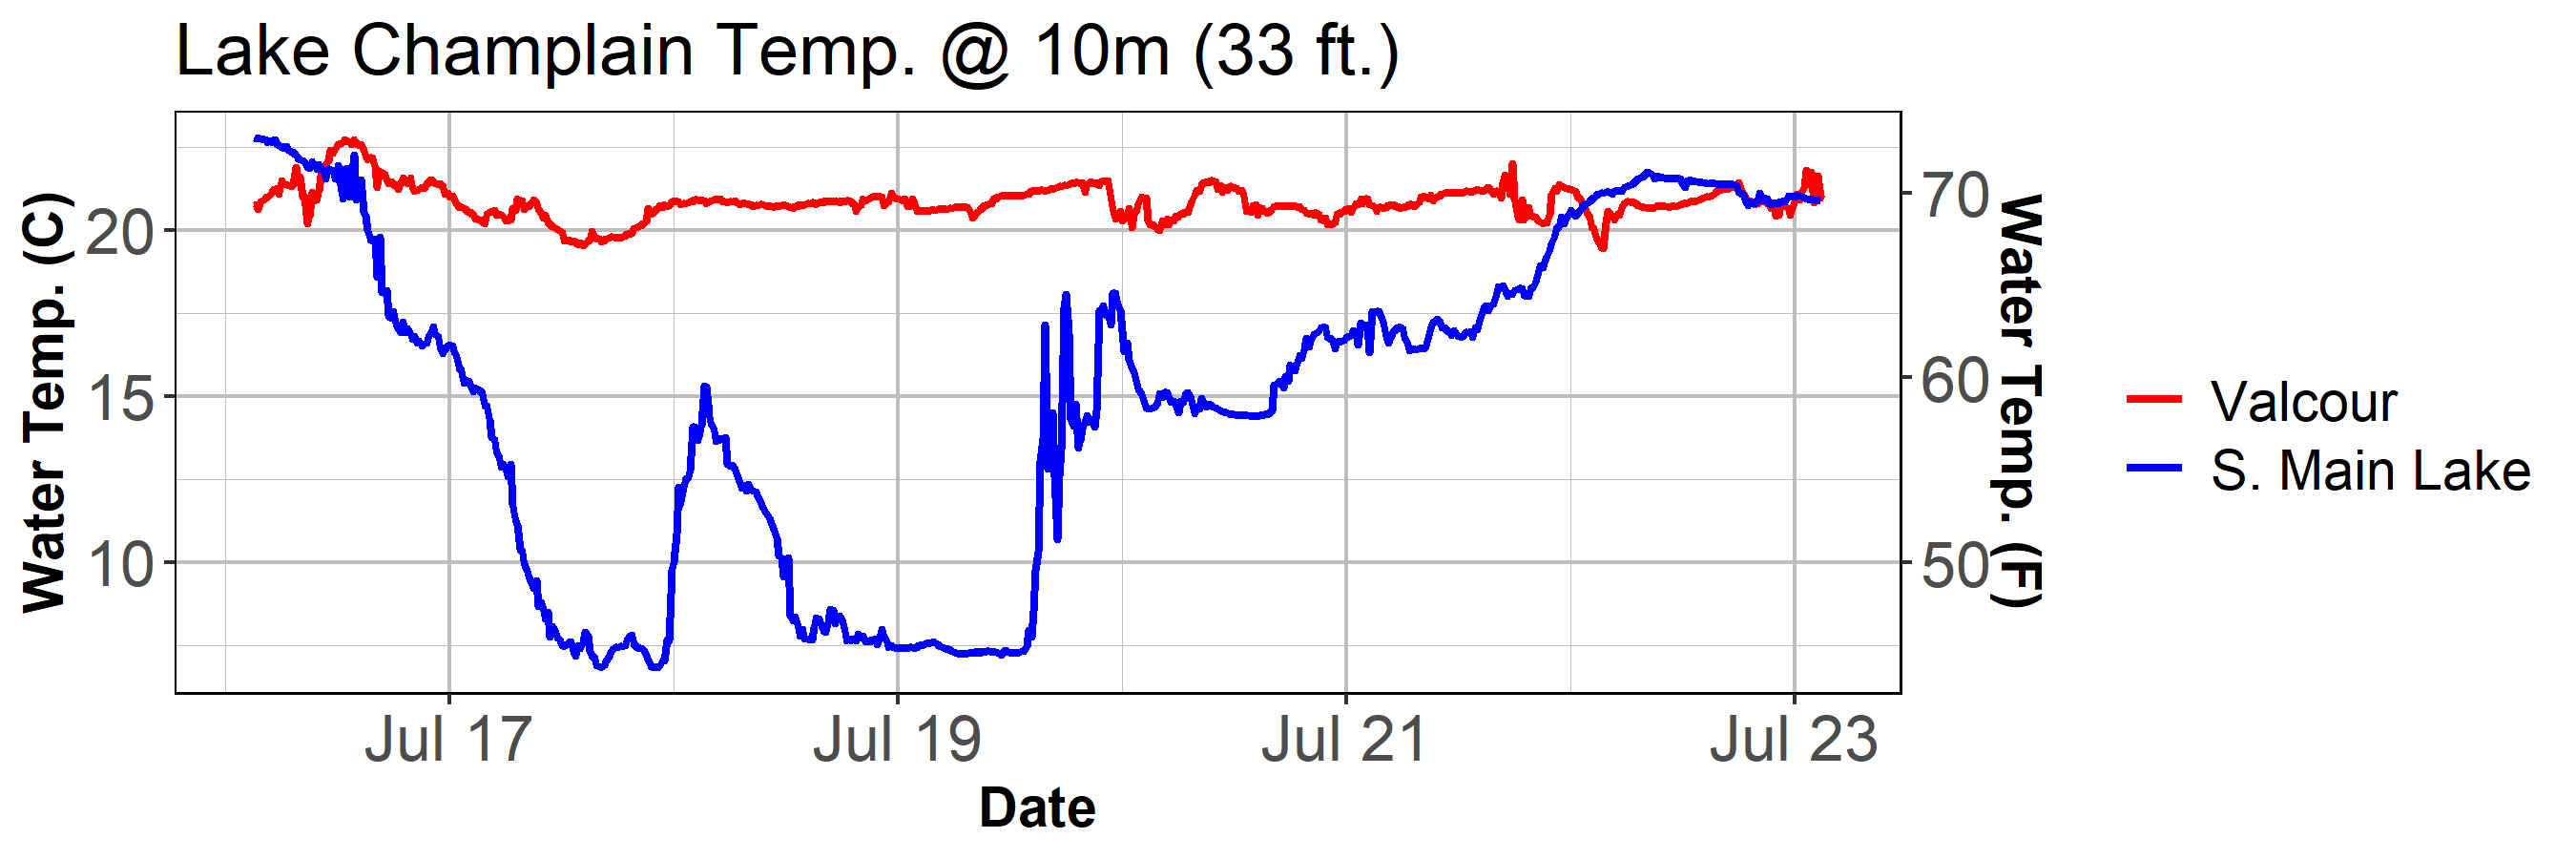 Lake Champlain Temp. @ 10m (33 ft.)
Water Temp. (C)
20
15
10
70
60
50
Water Temp. (F)
Jul 17
Jul 19
Jul 21
Jul 23
Date
Valcour
S. Main Lake